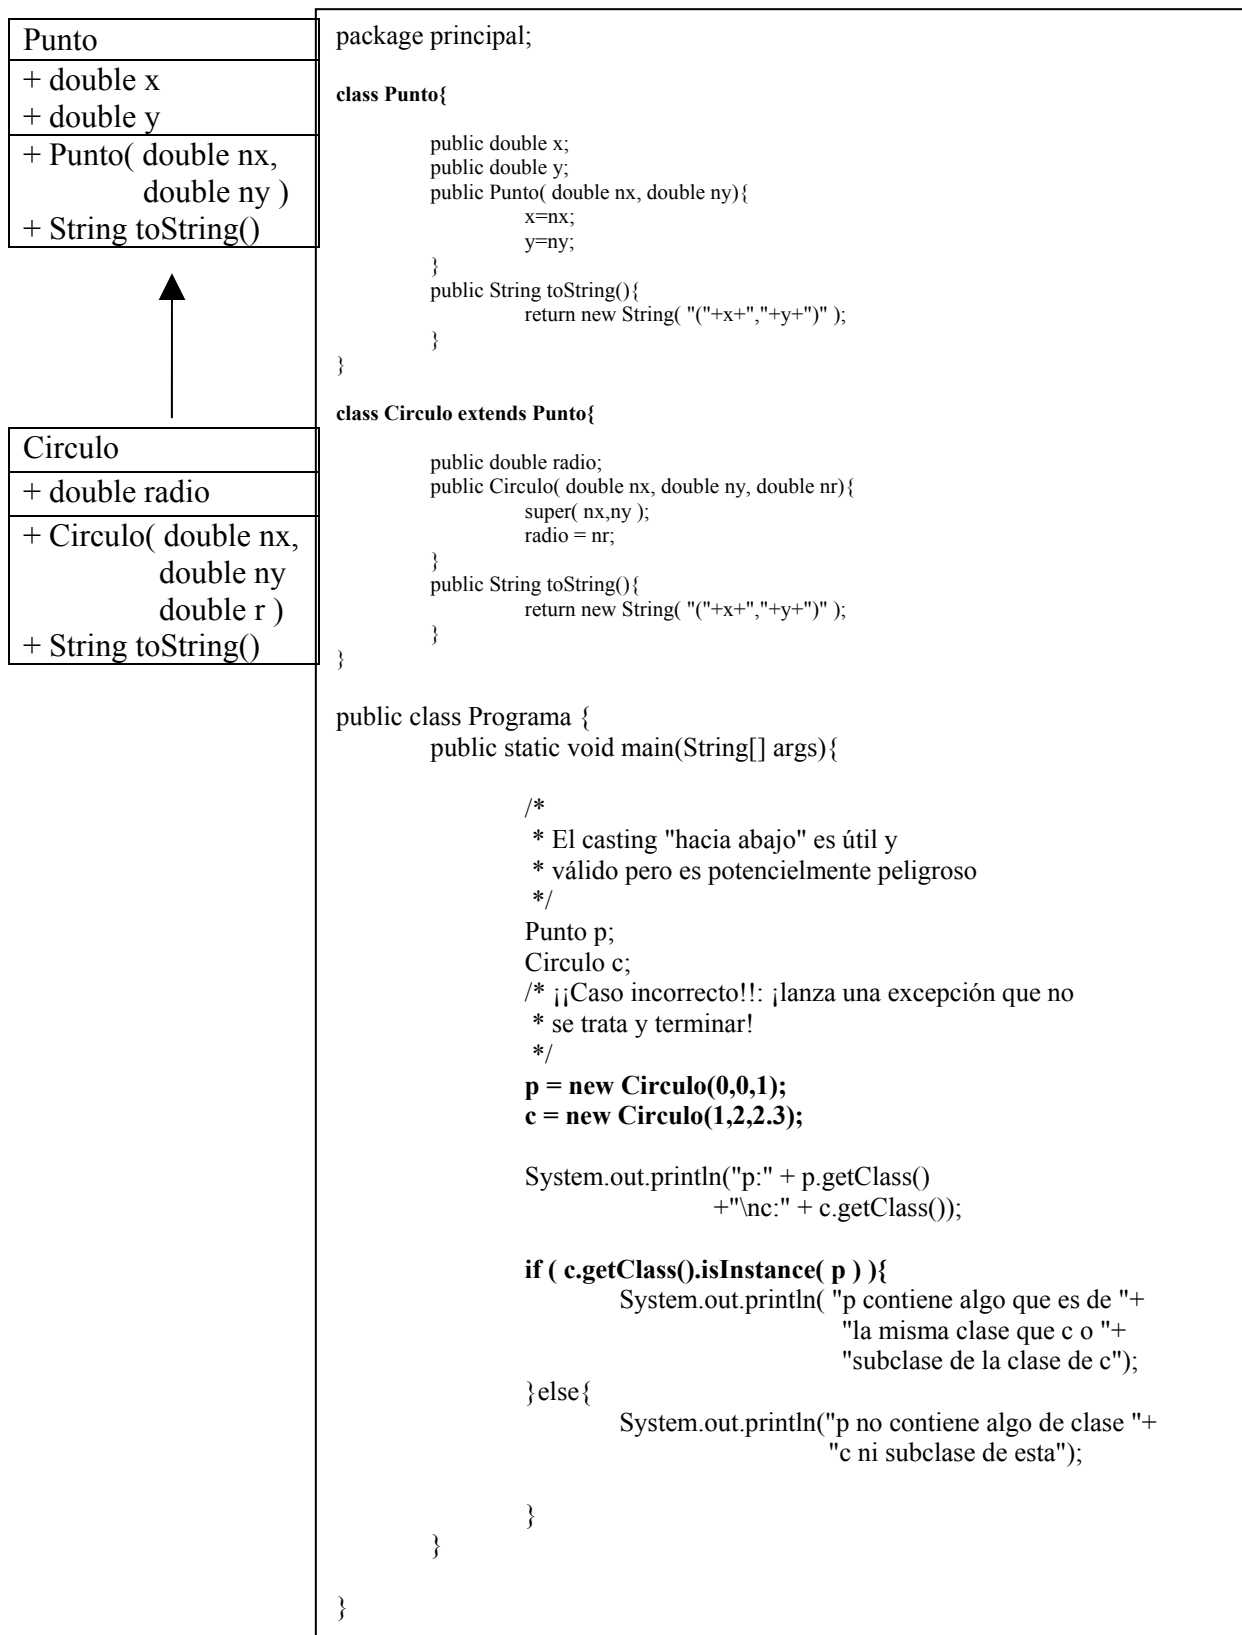 Punto
+ double x
+ double y
+ Punto( double nx,
double ny )
+ String toString()
Circulo
+ double radio
+ Circulo( double nx,
double ny
double r )
+ String toString()
package principal;
class Punto{
public double x;
public double y;
public Punto( double nx, double ny){
x=nx;
y=ny;
}
public String toString(){
return new String( "("+x+","+y+")" );
}
}
class Circulo extends Punto{
public double radio;
public Circulo( double nx, double ny, double nr){
super( nx,ny );
radio = nr;
}
public String toString(){
return new String( "("+x+","+y+")" );
}
}
public class Programa {
public static void main(String[] args){
/*
* El casting "hacia abajo" es útil y
* válido pero es potencielmente peligroso
*/
Punto p;
Circulo c;
/* ¡¡Caso incorrecto!!: ¡lanza una excepción que no
* se trata y terminar!
*/
p = new Circulo(0,0,1);
c = new Circulo(1,2,2.3);
System.out.println("p:" + p.getClass()
+"\nc:" + c.getClass());
if ( c.getClass().isInstance( p ) ){
System.out.println( "p contiene algo que es de "+
"la misma clase que c o "+
"subclase de la clase de c");
}else{
System.out.println("p no contiene algo de clase "+
"c ni subclase de esta");
}
}
}